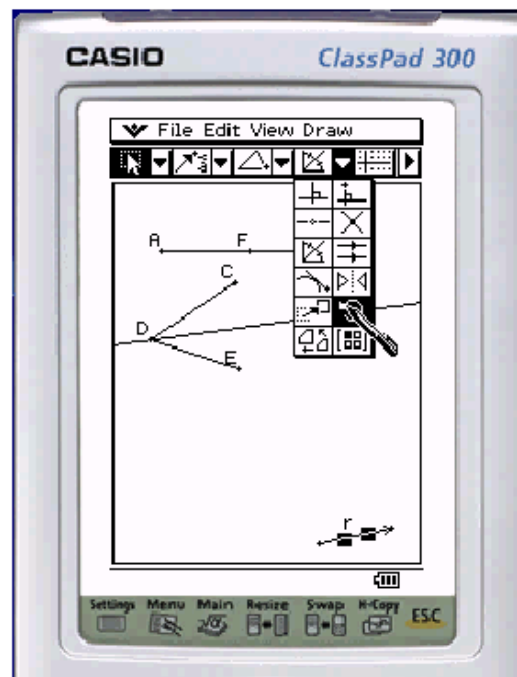 CASIO ClassPad 300
File Edit View Draw
A F
C
D
E
r
Settings Menu Main Resize Swap H-Copy ESC